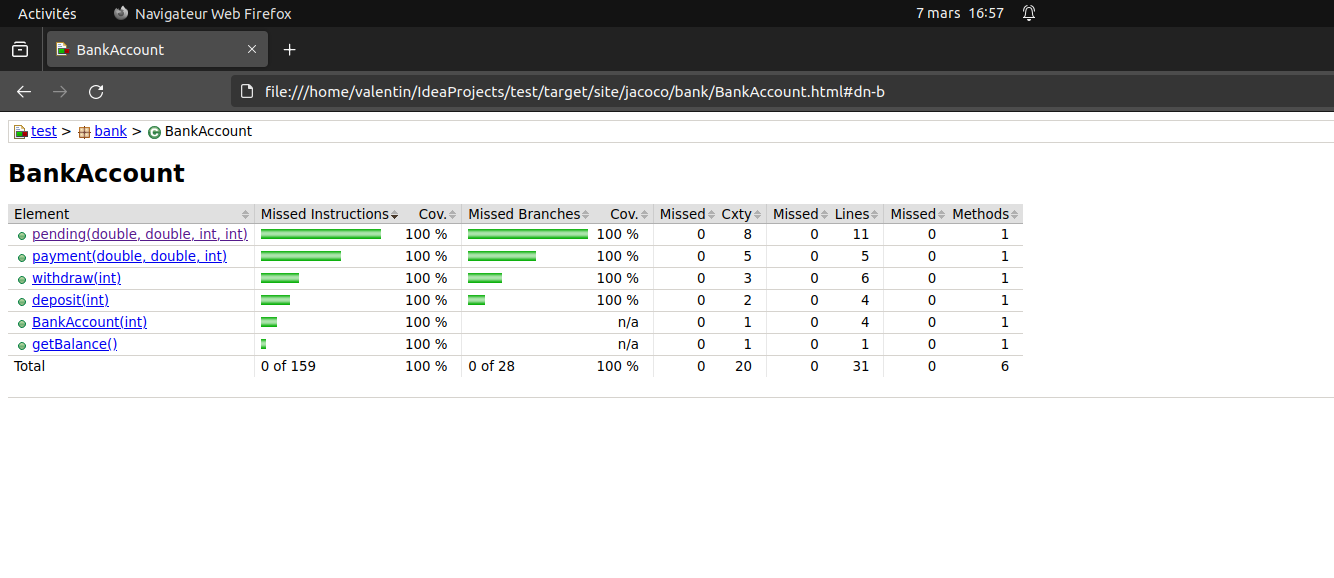 Activités Navigateur Web Firefox 7 mars 16:57
BankAccount
file:///home/valentin/IdeaProjects/test/target/site/jacoco/bank/BankAccount.html#dn-b
test > bank > BankAccount
BankAccount
Element Missed Instructions Cov. Missed Branches Cov. Missed Cxty Missed Lines Missed Methods
pending(double, double, int, int) 100 % 100 % 0 8 0 11 0 1
payment(double, double, int) 100 % 100 % 0 5 0 5 0 1
withdraw(int) 100 % 100 % 0 3 0 6 0 1
deposit(int) 100 % 100 % 0 2 0 4 0 1
BankAccount(int) 100 % n/a 0 1 0 4 0 1
getBalance() 100 % n/a 0 1 0 1 0 1
Total 0 of 159 100 % 0 of 28 100 % 0 20 0 31 0 6